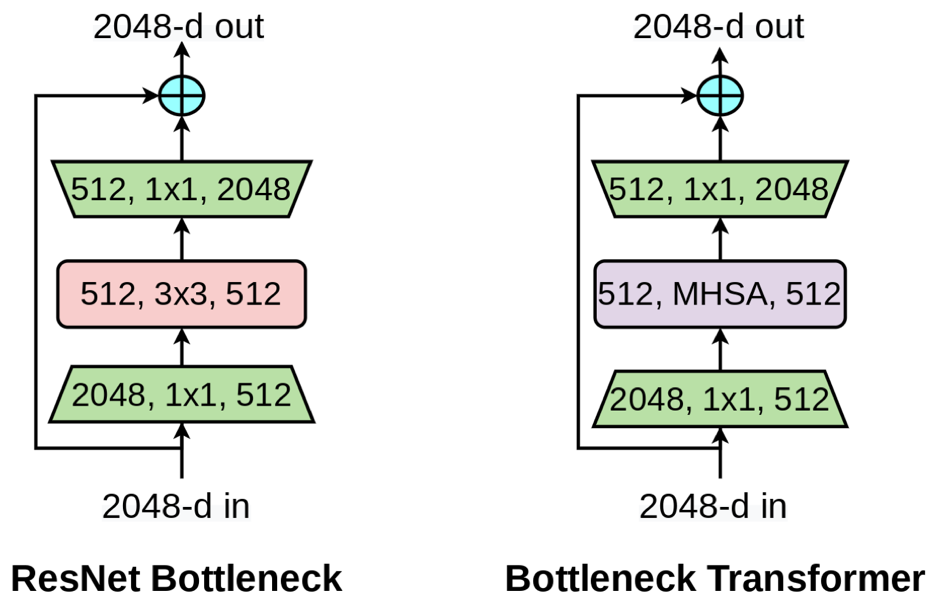 2048-d out
512, 1x1, 2048
512, 3x3, 512
2048, 1x1, 512
2048-d in
ResNet Bottleneck
2048-d out
512, 1x1, 2048
512, MHSA, 512
2048, 1x1, 512
2048-d in
Bottleneck Transformer